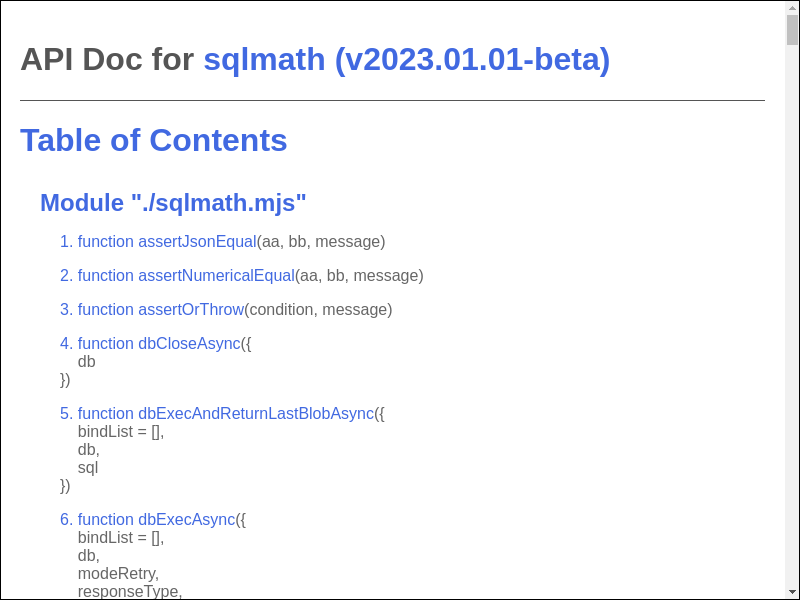 API Doc for sqlmath (v2023.01.01-beta)
Table of Contents
Module "./sqlmath.mjs"
1. function assertJsonEqual(aa, bb, message)
2. function assertNumericalEqual(aa, bb, message)
3. function assertOrThrow(condition, message)
4. function dbCloseAsync({
db
})
5. function dbExecAndReturnLastBlobAsync({
bindList = [],
db,
sql
})
6. function dbExecAsync({
bindList = [],
db,
modeRetry,
responseType,